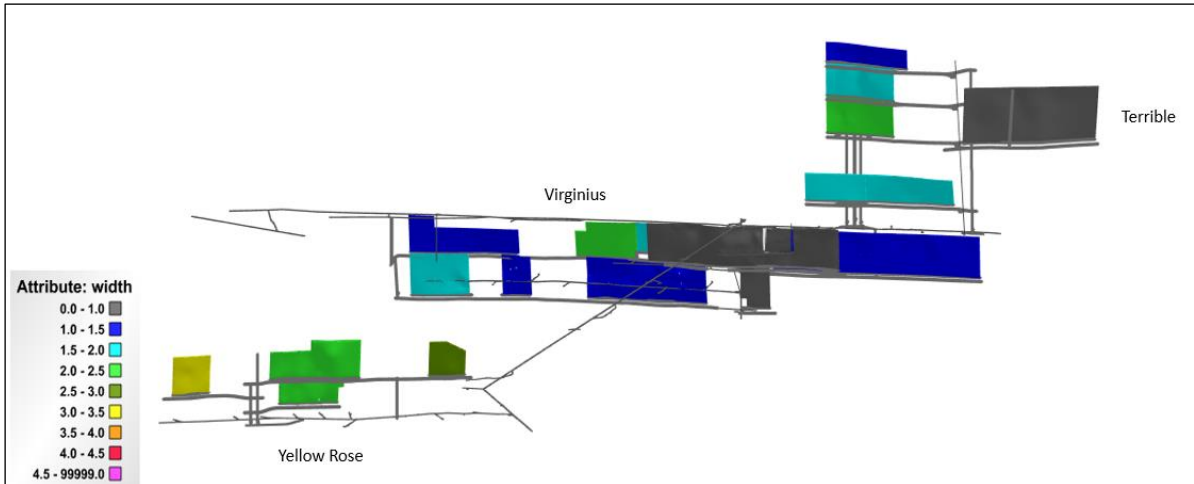 Terrible
Virginius
Attribute: width
0.0 - 1.0
1.0 - 1.5
1.5 - 2.0
2.0 - 2.5
2.5 - 3.0
3.0 - 3.5
3.5 - 4.0
4.0 - 4.5
4.5 - 99999.0
Yellow Rose